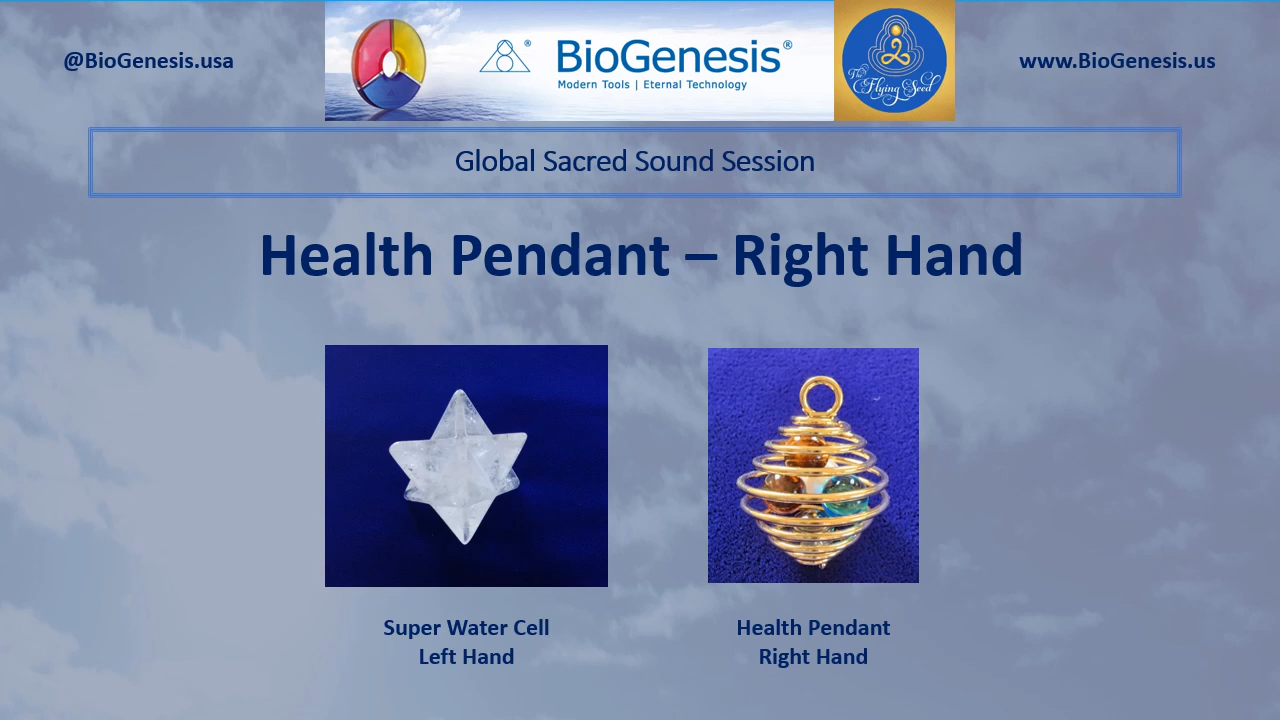 @BioGenesis.usa
BioGenesis®
Modern Tools | Eternal Technology
The
Flying Seed
www.BioGenesis.us
Global Sacred Sound Session
Health Pendant – Right Hand
Super Water Cell
Left Hand
Health Pendant
Right Hand